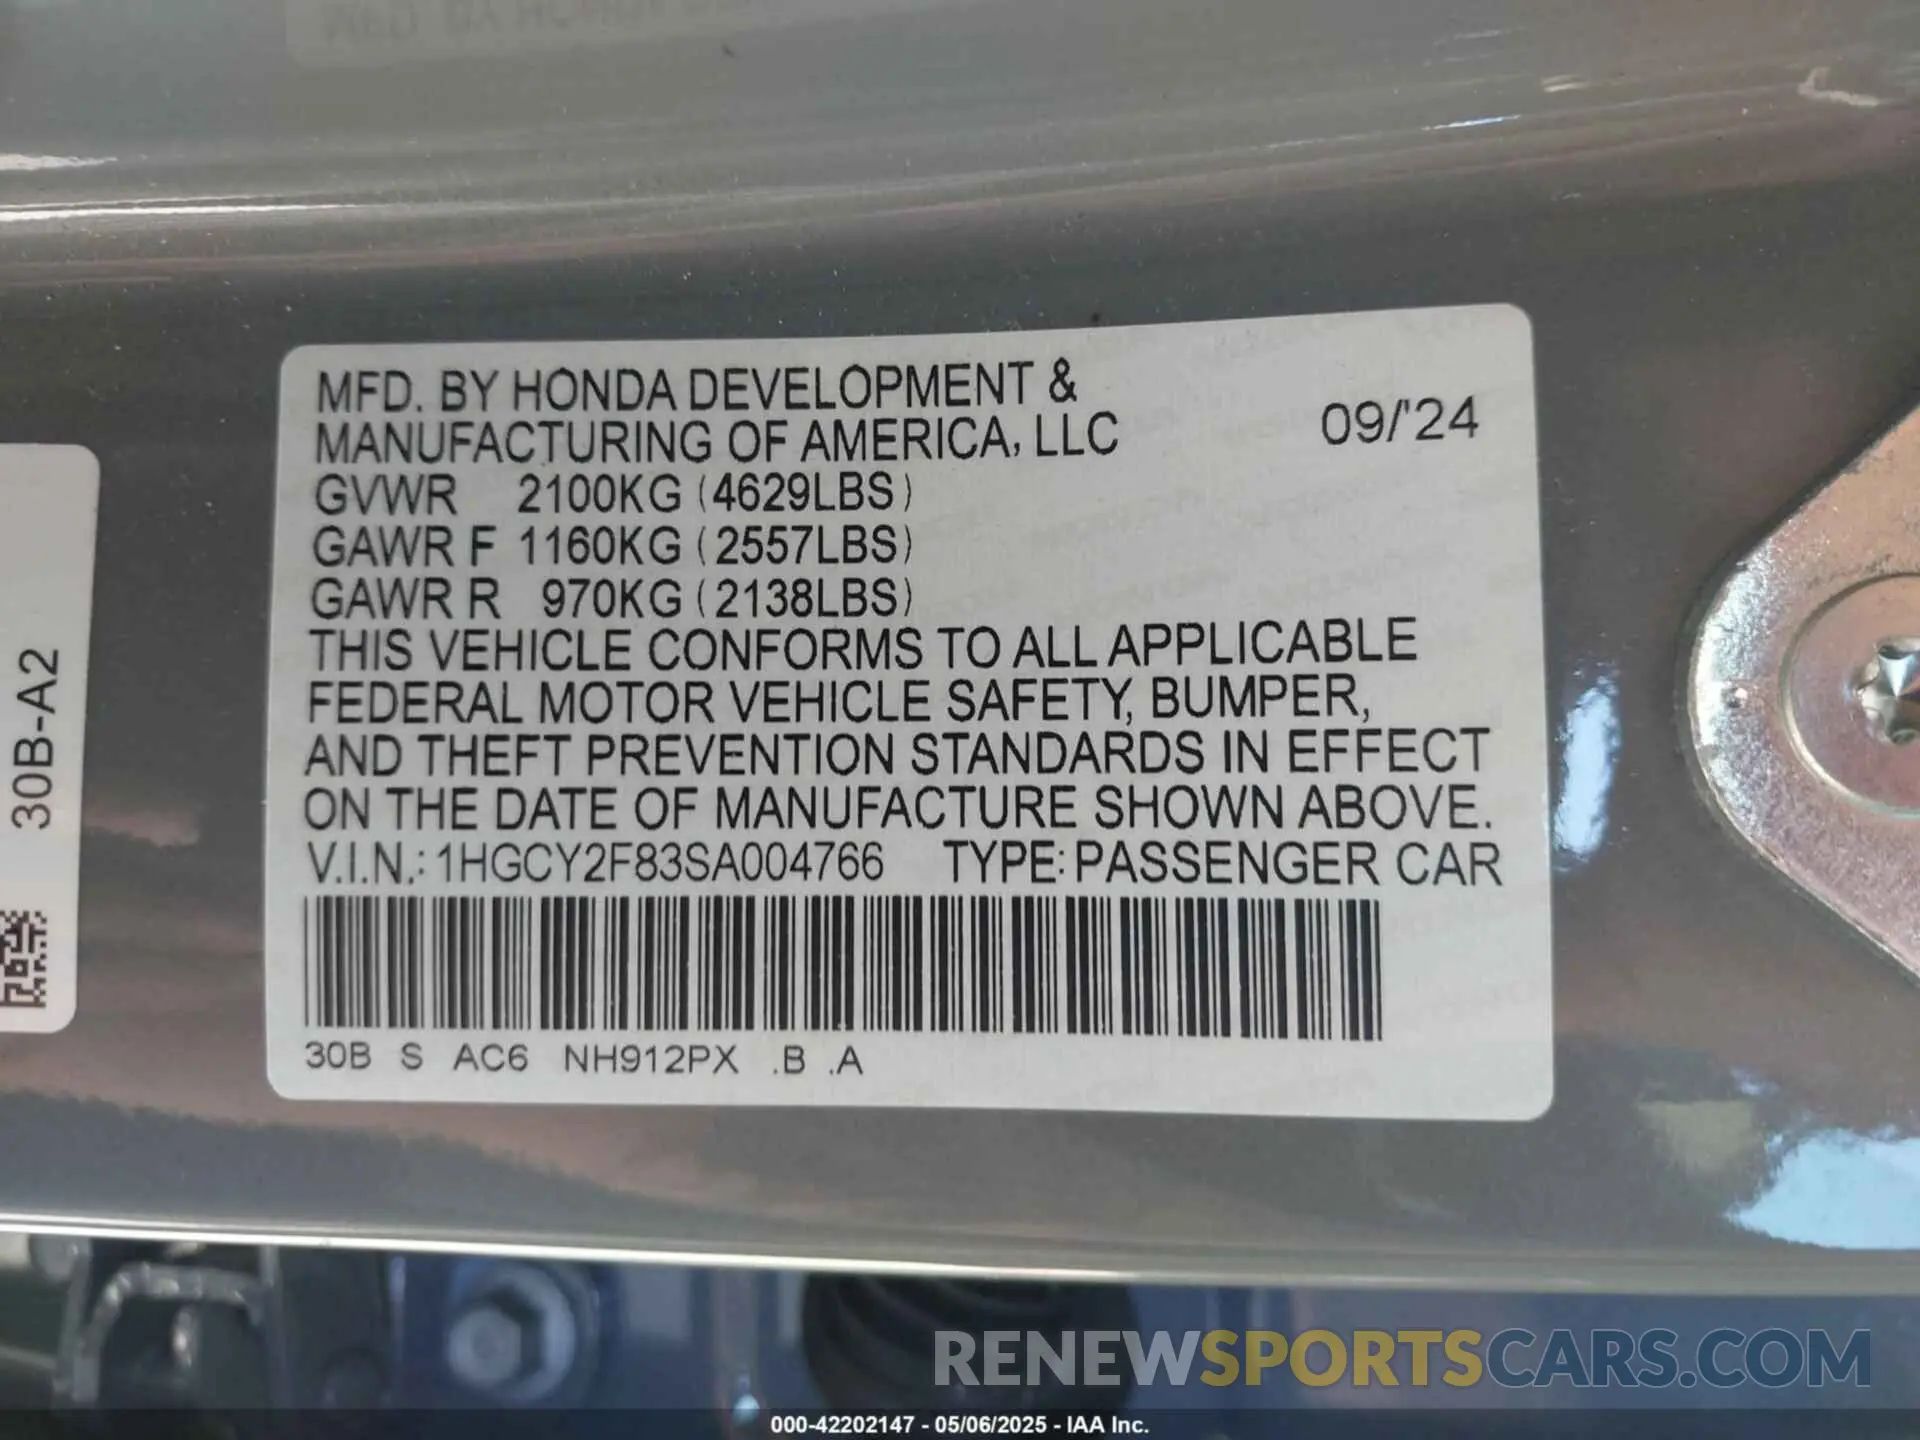 MFD. BY HONDA DEVELOPMENT &
MANUFACTURING OF AMERICA, LLC
09/'24
GVWR 2100KG (4629LBS)
GAWR F 1160KG (2557LBS)
GAWR R 970KG (2138LBS)
THIS VEHICLE CONFORMS TO ALL APPLICABLE
FEDERAL MOTOR VEHICLE SAFETY, BUMPER,
AND THEFT PREVENTION STANDARDS IN EFFECT
ON THE DATE OF MANUFACTURE SHOWN ABOVE.
V.I.N.: 1HGCY2F83SA004766 TYPE: PASSENGER CAR
30B S AC6 NH912PX .B .A
30B-A2
RENEWSPORTSCARS.COM
000-42202147 - 05/06/2025 - IAA Inc.